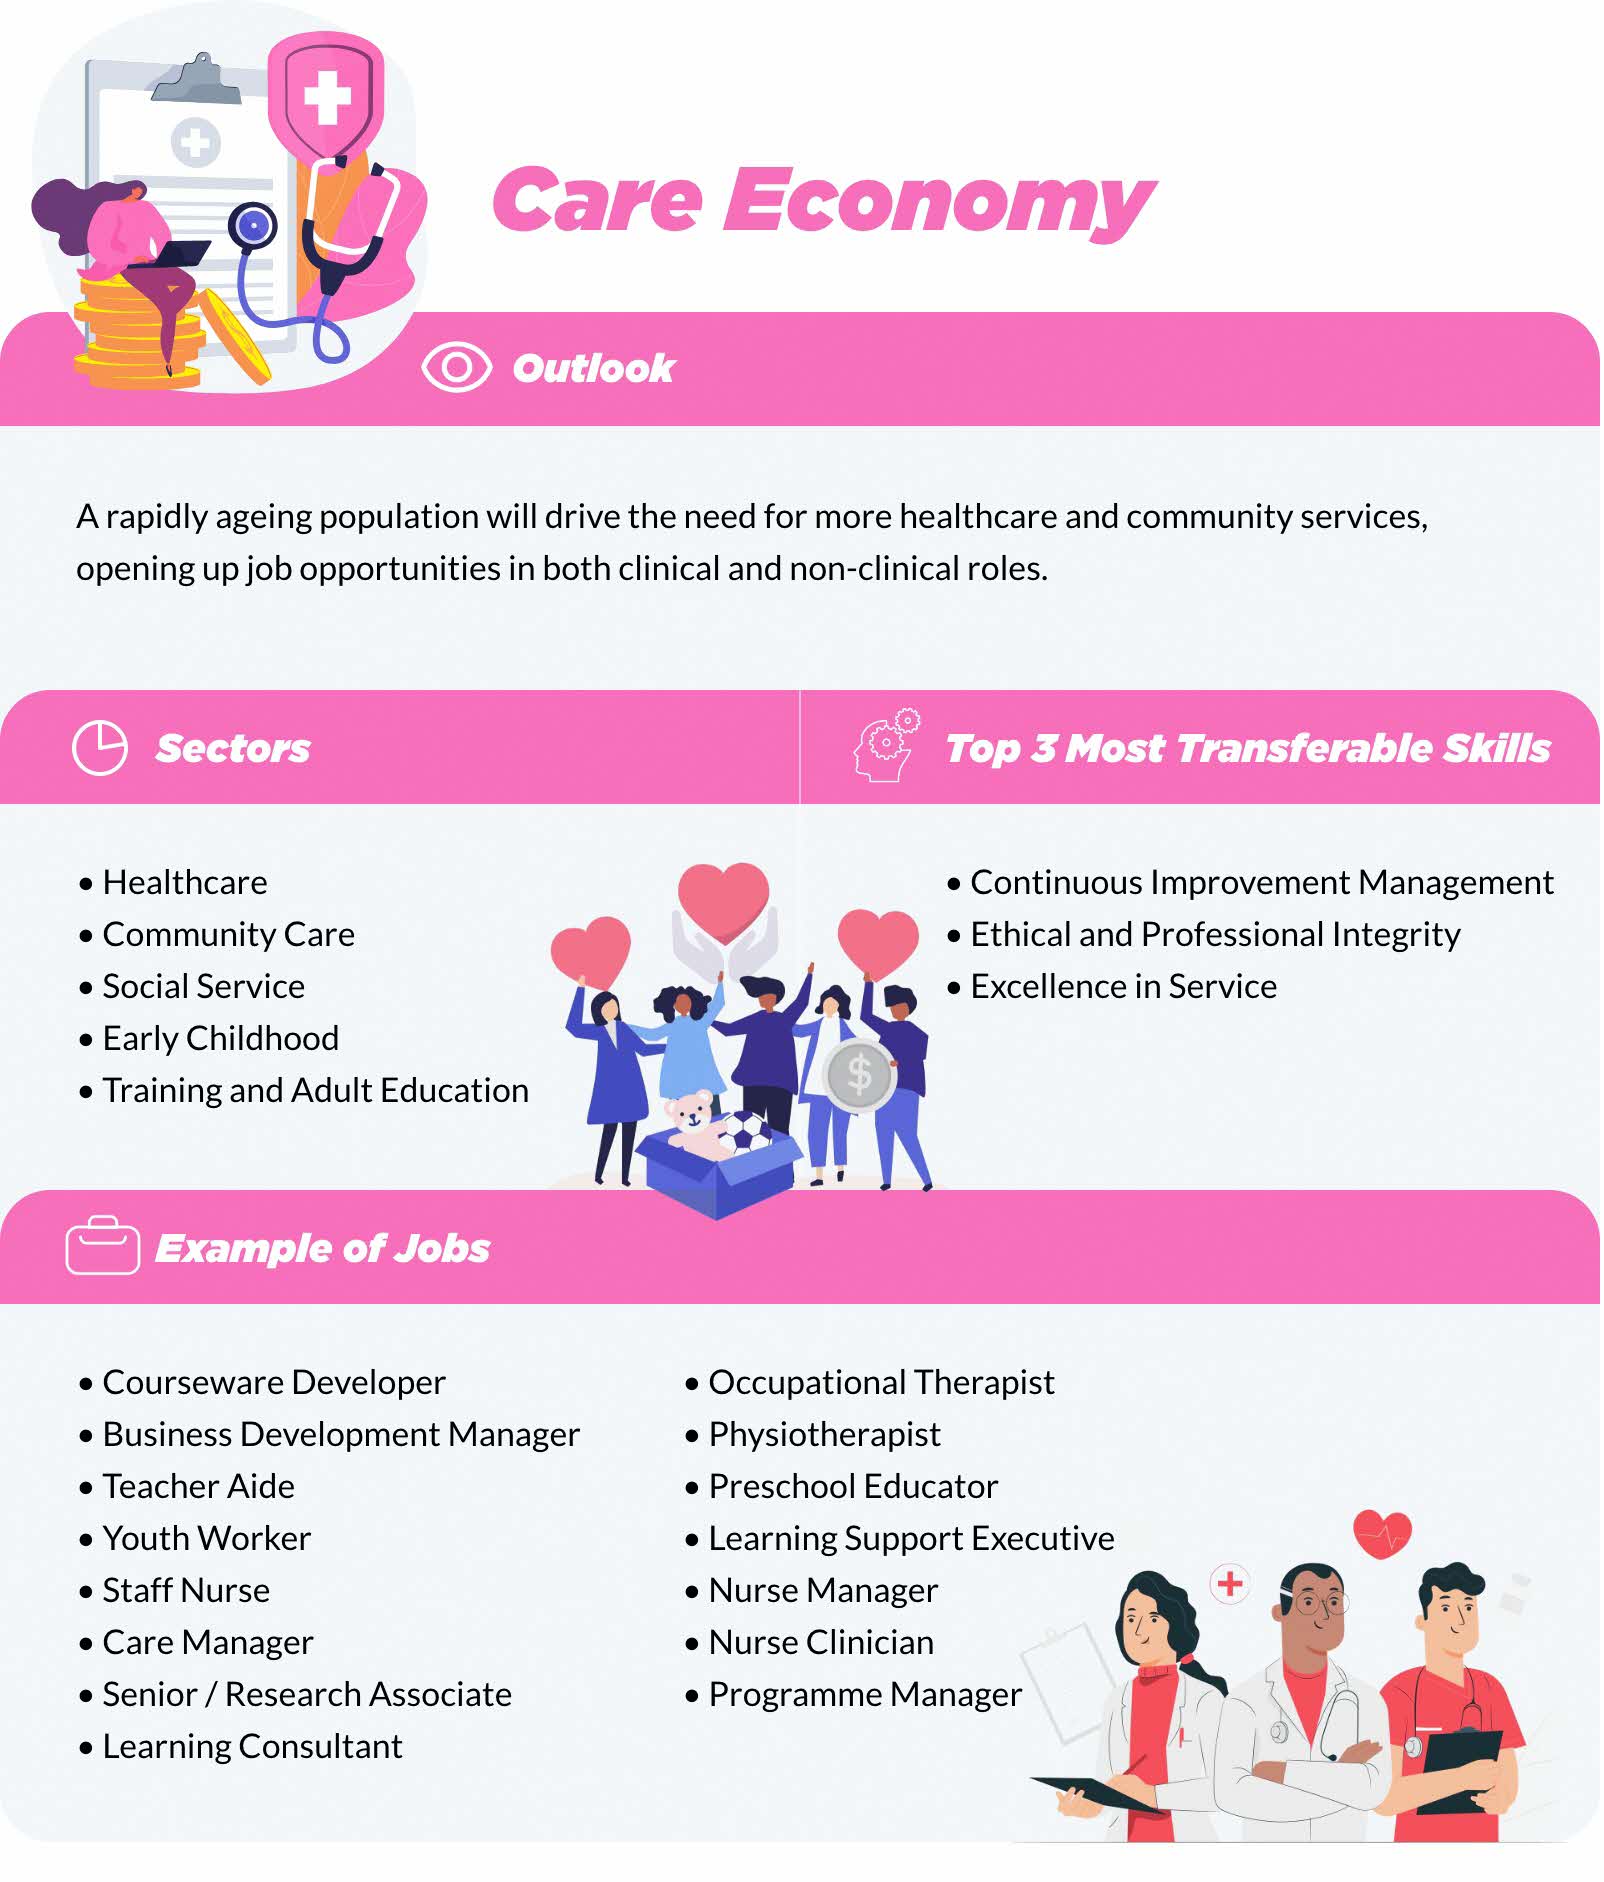 Care Economy
Outlook
A rapidly ageing population will drive the need for more healthcare and community services,
opening up job opportunities in both clinical and non-clinical roles.
Sectors
• Healthcare
• Community Care
• Social Service
• Early Childhood
• Training and Adult Education
Top 3 Most Transferable Skills
• Continuous Improvement Management
• Ethical and Professional Integrity
• Excellence in Service
$
Example of Jobs
• Courseware Developer
• Business Development Manager
• Teacher Aide
• Youth Worker
• Staff Nurse
• Care Manager
• Senior / Research Associate
• Learning Consultant
• Occupational Therapist
• Physiotherapist
• Preschool Educator
• Learning Support Executive
• Nurse Manager
• Nurse Clinician
• Programme Manager